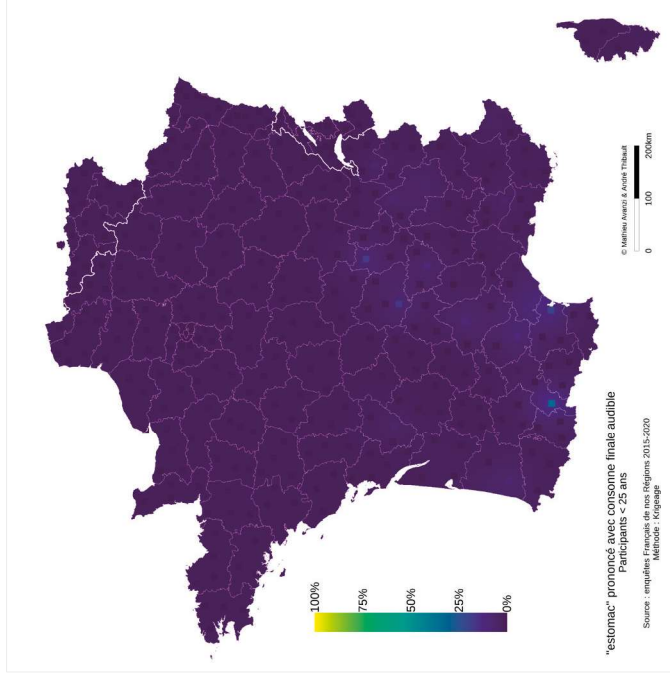 "estomac" prononcé avec consonne finale audible
Participants < 25 ans
Source : enquêtes Français de nos Régions 2015-2020
Méthode : Krigeage
100%
75%
50%
25%
0%
© Mathieu Avanzi & André Thibault
0
100
200km